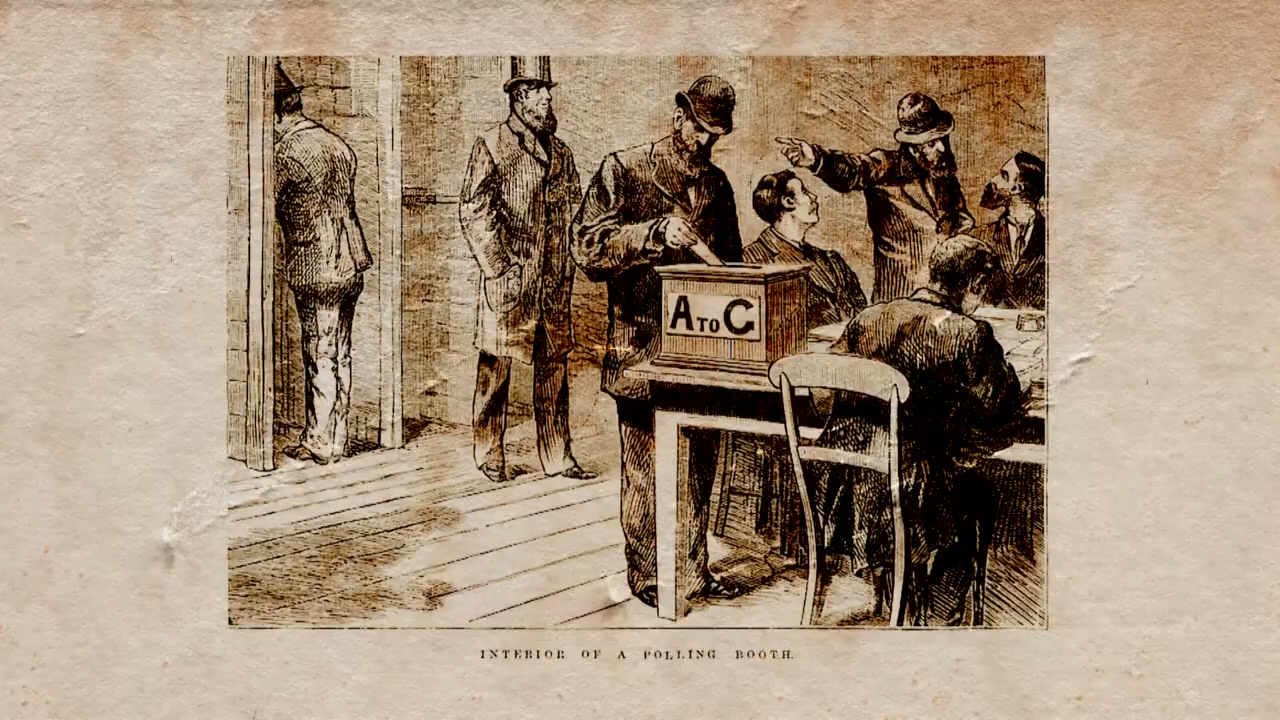 A TO G
INTERIOR OF A POLLING BOOTH.